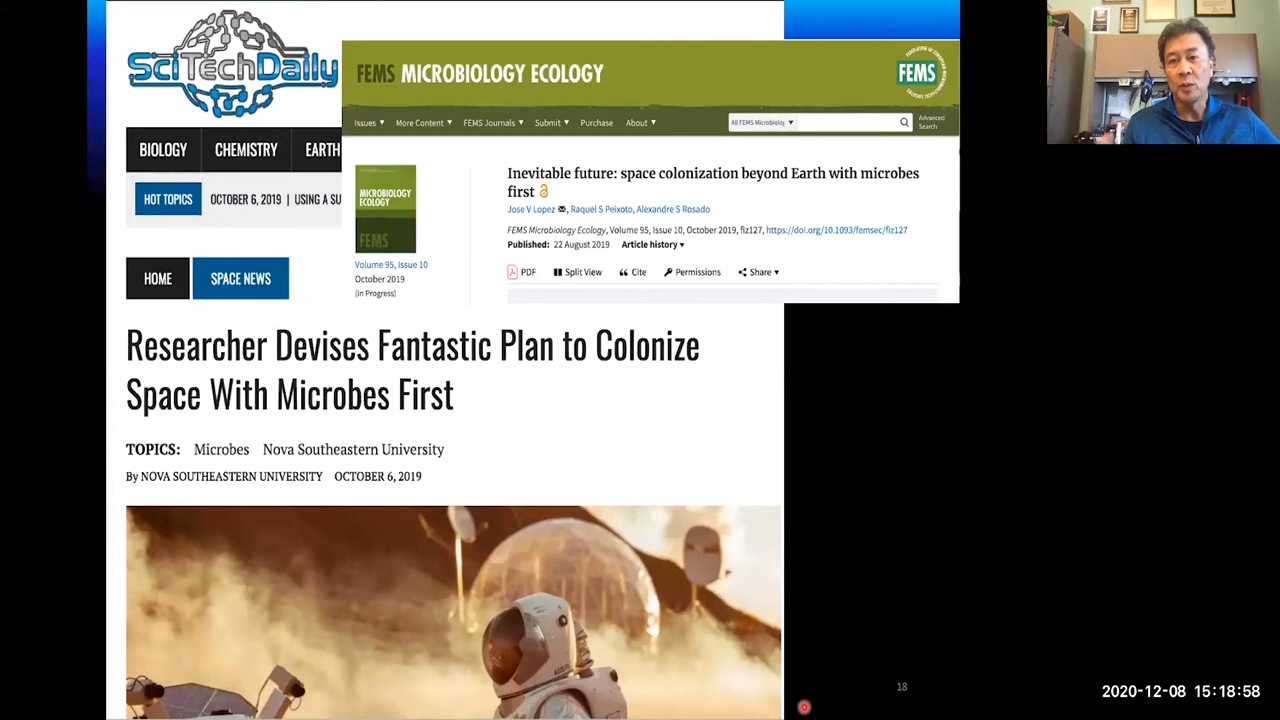 SciTechDaily
BIOLOGY CHEMISTRY EARTH
HOT TOPICS OCTOBER 6, 2019 | USING A SU
HOME SPACE NEWS
FEMS MICROBIOLOGY ECOLOGY
FEMS
Issues ▾ More Content ▾ FEMS Journals ▾ Submit ▾ Purchase About ▾
All FEMS Microbiolog ▾
Advanced
Search
MICROBIOLOGY
ECOLOGY
FEMS
Volume 95, Issue 10
October 2019
(In Progress)
Inevitable future: space colonization beyond Earth with microbes
first
Jose V Lopez, Raquel S Peixoto, Alexandre S Rosado
FEMS Microbiology Ecology, Volume 95, Issue 10, October 2019, fiz127, https://doi.org/10.1093/femsec/fiz127
Published: 22 August 2019 Article history ▾
PDF Split View Cite Permissions Share ▾
Researcher Devises Fantastic Plan to Colonize
Space With Microbes First
TOPICS: Microbes Nova Southeastern University
By NOVA SOUTHEASTERN UNIVERSITY OCTOBER 6, 2019
18
2020-12-08 15:18:58